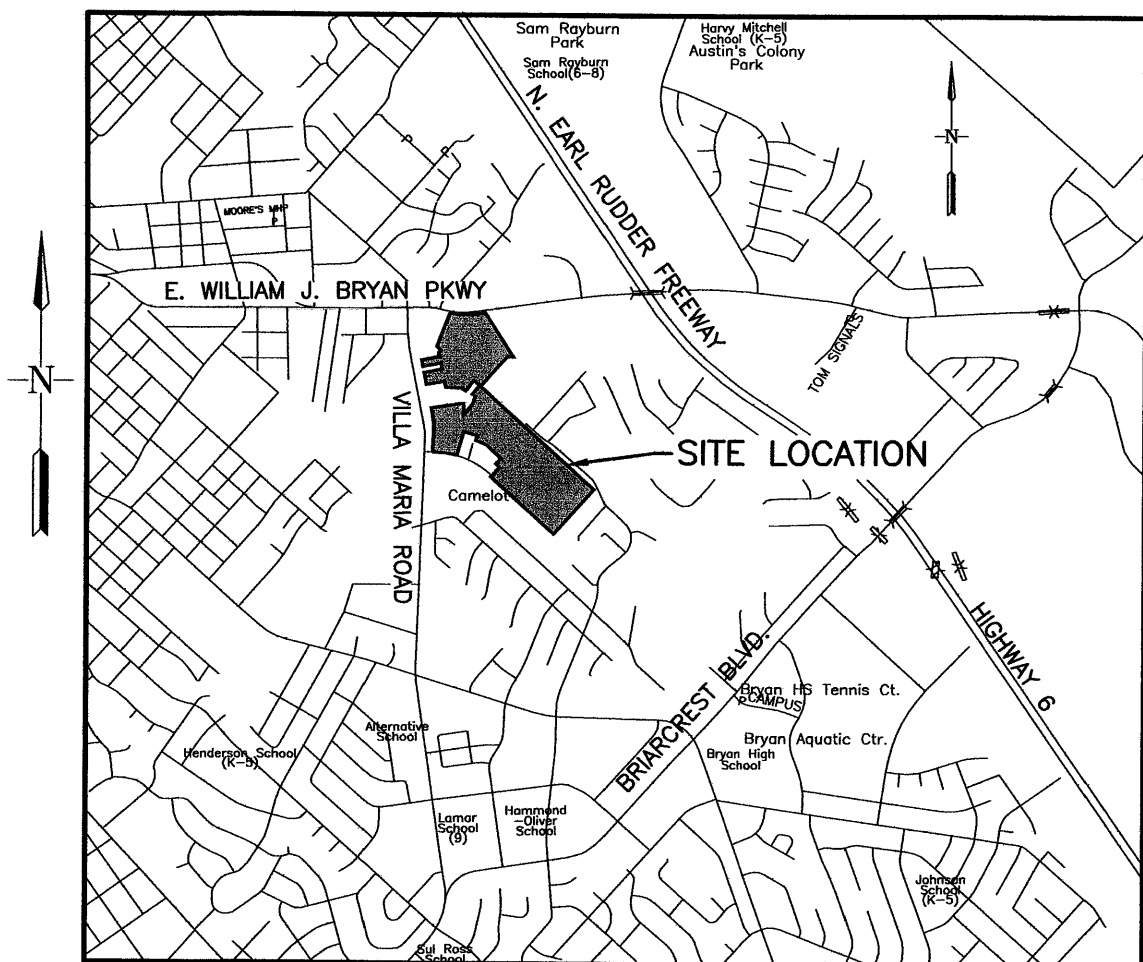 Sam Rayburn
Park
Sam Rayburn
School(6-8)
Harvy Mitchell
School (K-5)
Austin's Colony
Park
N
N. EARL RUDDER FREEWAY
MOORE'S MHP
P
P
P
E. WILLIAM J. BRYAN PKWY
N
TOM SIGNALS
VILLA MARIA ROAD
SITE LOCATION
Camelot
HIGHWAY 6
BRIARCREST BLVD.
Bryan HS Tennis Ct.
P
CAMPUS
Bryan Aquatic Ctr.
Bryan High
School
Alternative
School
Henderson School
(K-5)
Lamar
School
(9)
Hammond
-Oliver
School
Johnson
School
(K-5)
Sul Ross
School